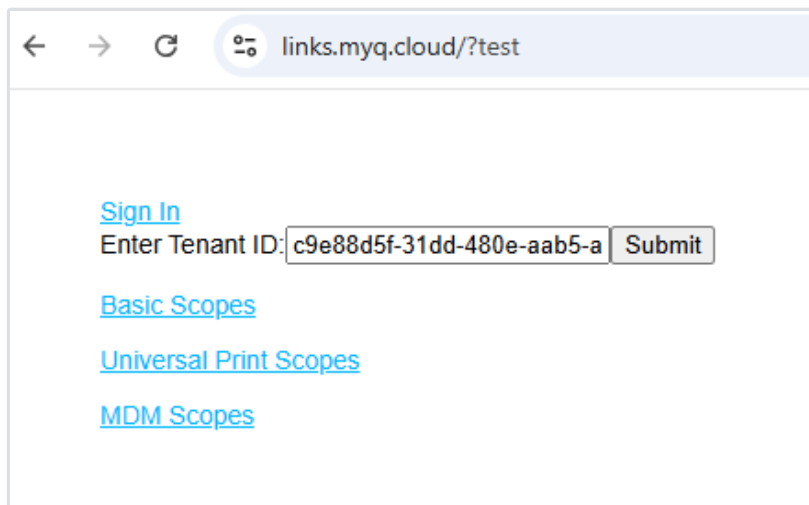 links.myq.cloud/?test
Sign In
Enter Tenant ID: c9e88d5f-31dd-480e-aab5-a Submit
Basic Scopes
Universal Print Scopes
MDM Scopes